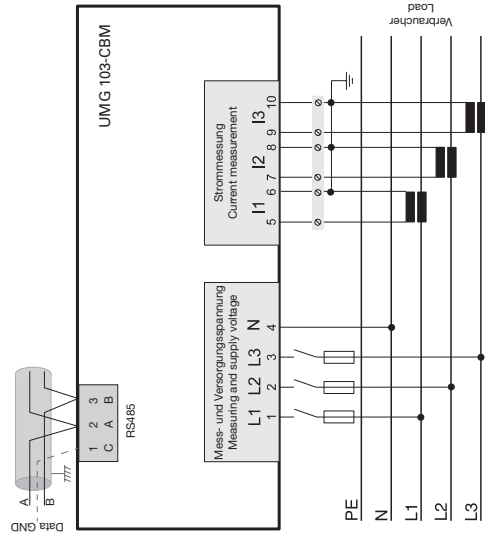 UMG 103-CBM
Verbraucher
Load
Strommessung
Current measurement
I1 I2 I3
5 6 7 8 9 10
Mess- und Versorgungsspannung
Measuring and supply voltage
L1 L2 L3 N
1 2 3 4
1 2 3
C A B
RS485
A
B
Data GND
PE
N
L1
L2
L3